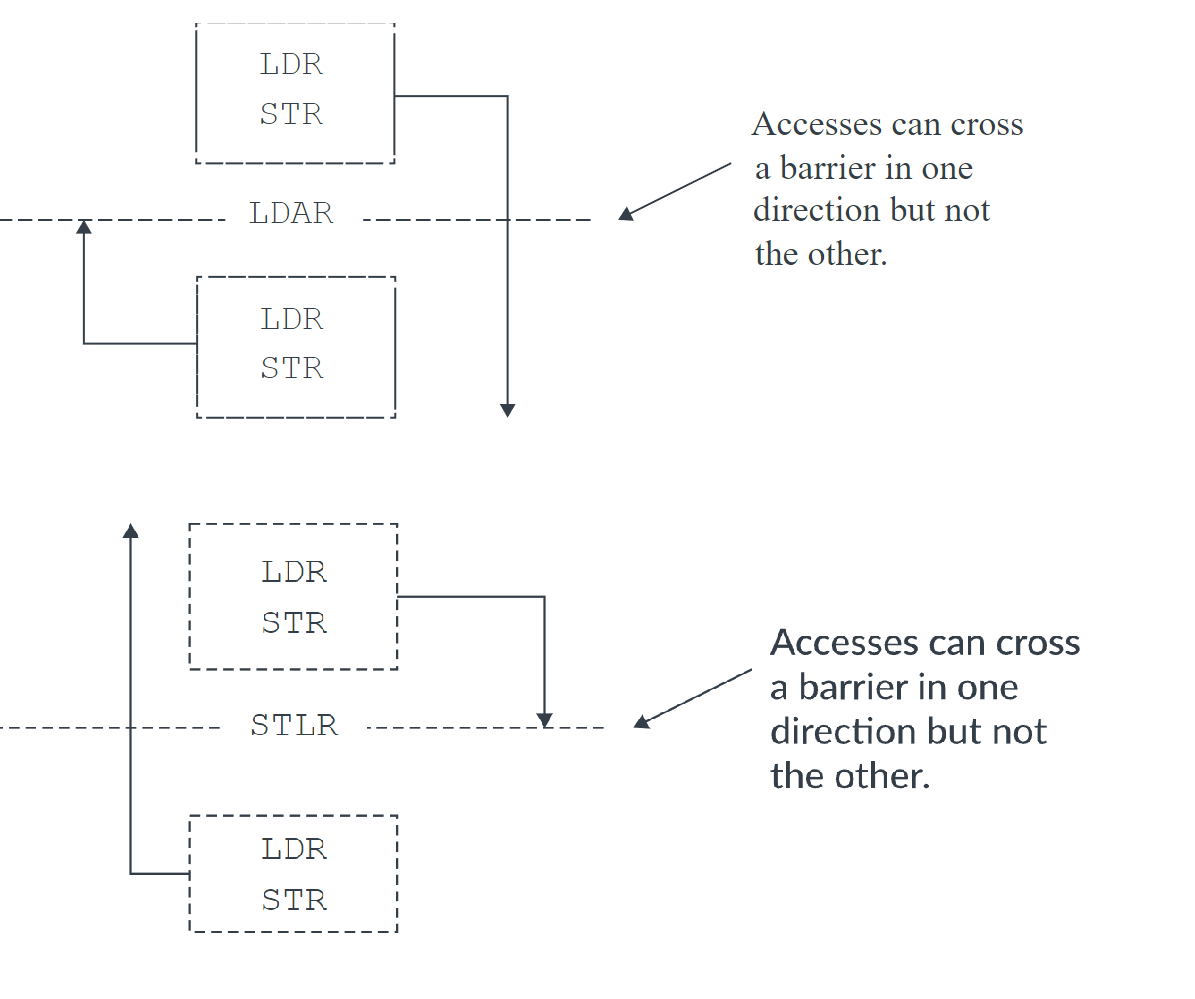 LDR
STR
LDAR
LDR
STR
Accesses can cross
a barrier in one
direction but not
the other.
LDR
STR
STLR
LDR
STR
Accesses can cross
a barrier in one
direction but not
the other.